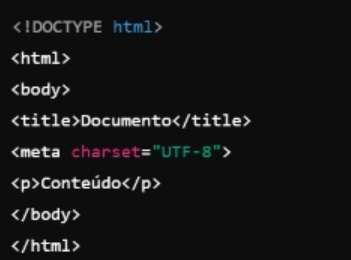 <!DOCTYPE html>
<html>
<body>
<title>Documento</title>
<meta charset="UTF-8">
<p>Conteúdo</p>
</body>
</html>